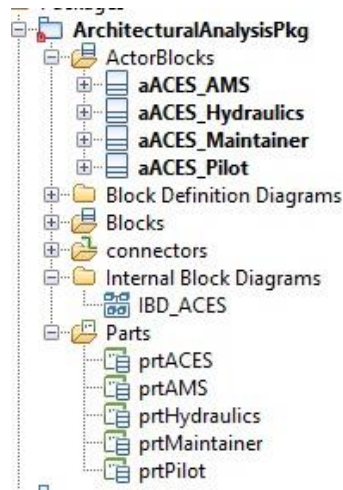 ArchitecturalAnalysisPkg
ActorBlocks
aACES_AMS
aACES_Hydraulics
aACES_Maintainer
aACES_Pilot
Block Definition Diagrams
Blocks
connectors
Internal Block Diagrams
IBD_ACES
Parts
prtACES
prtAMS
prtHydraulics
prtMaintainer
prtPilot